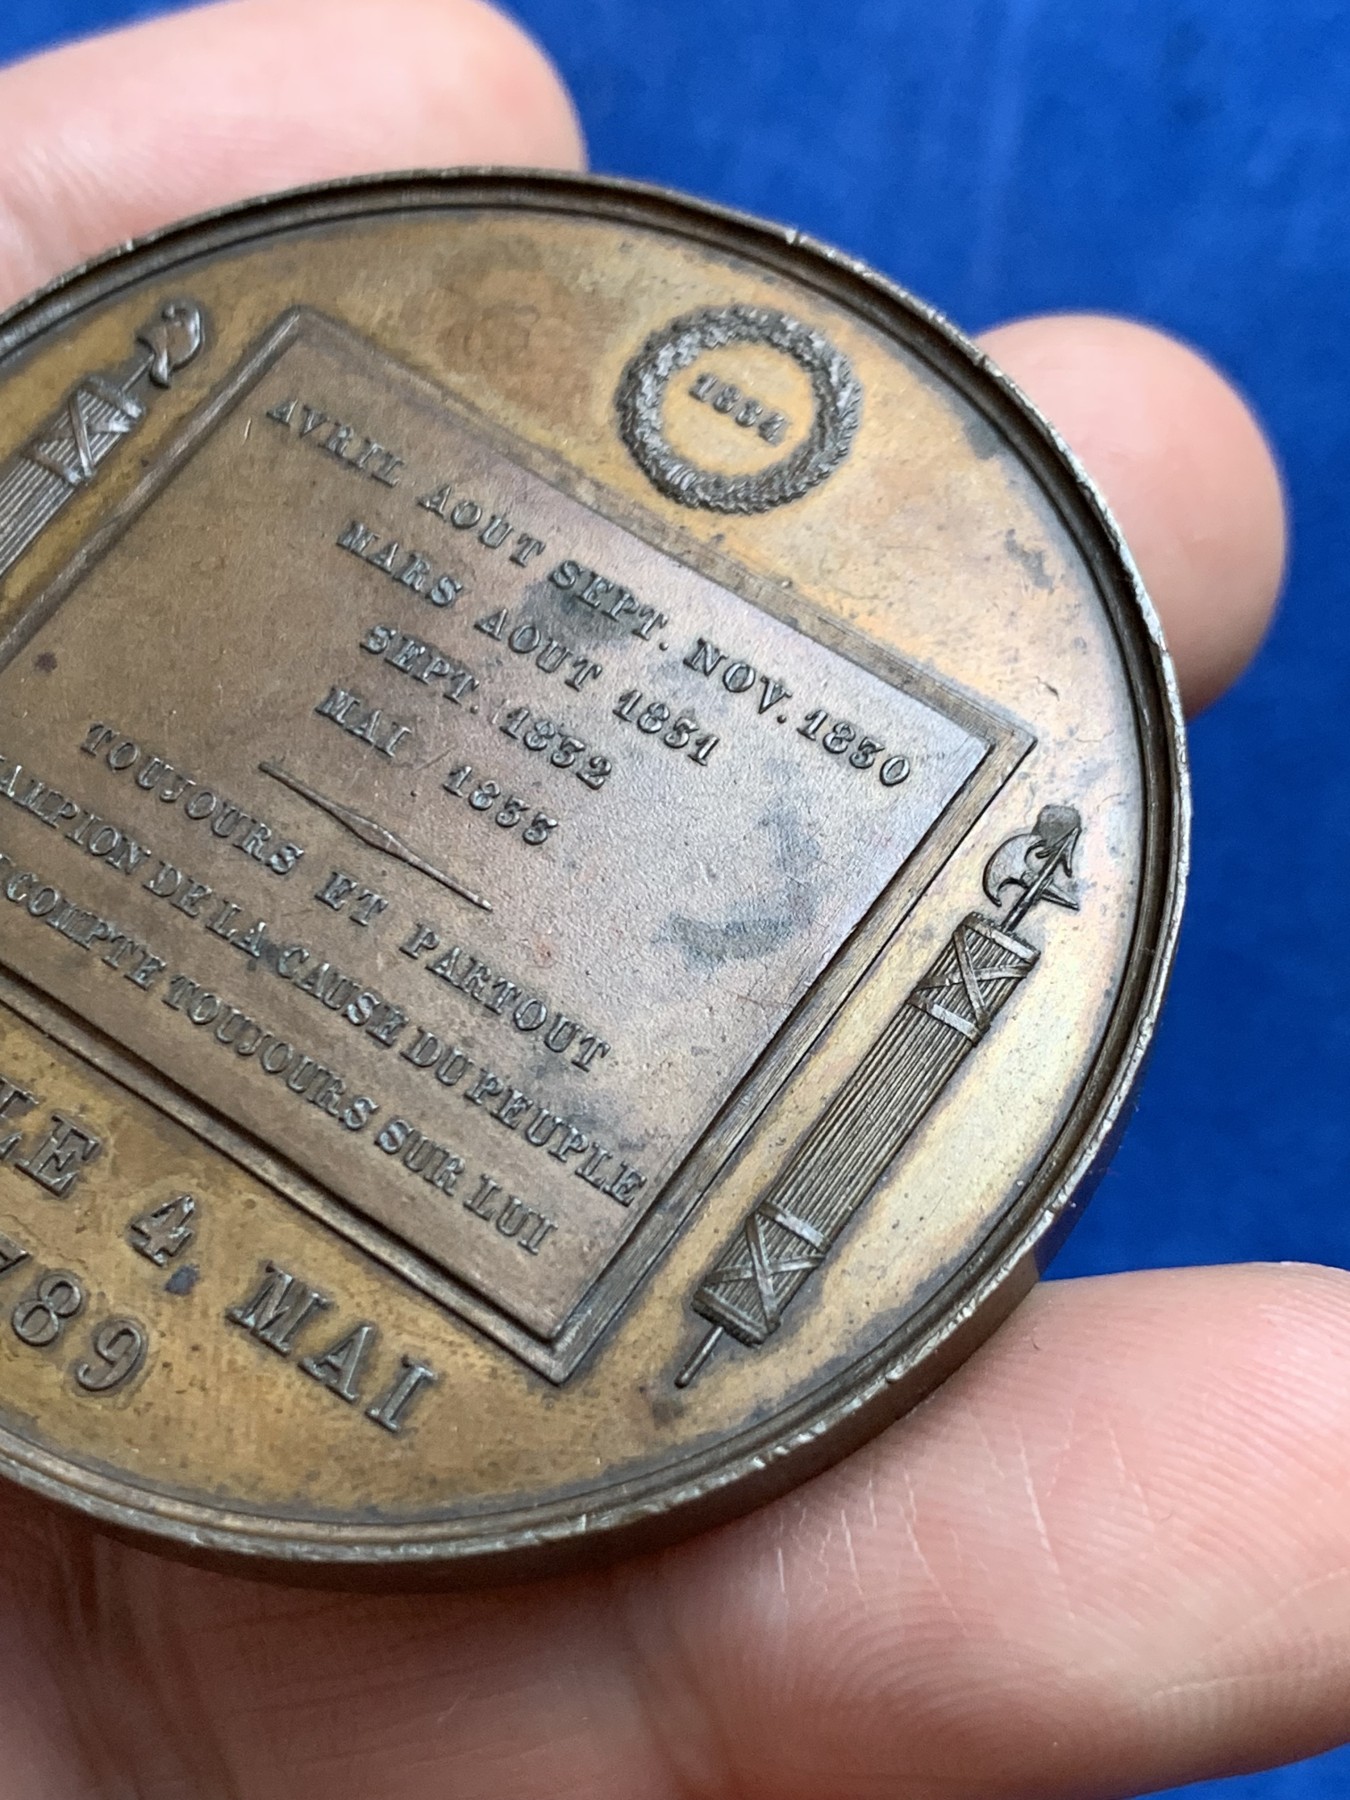 1834
AVRIL AOUT SEPT. NOV. 1830
MARS AOUT 1831
SEPT. 1832
MAI 1833
TOUJOURS ET PARTOUT
AMPION DE LA CAUSE DU PEUPLE
COMPTE TOUJOURS SUR LUI
LE 4 MAI
789